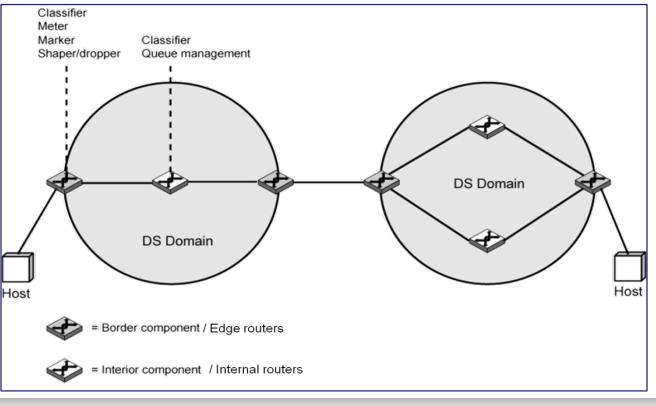 Classifier
Meter
Marker
Shaper/dropper
Classifier
Queue management
DS Domain
DS Domain
Host
Host
= Border component / Edge routers
= Interior component / Internal routers